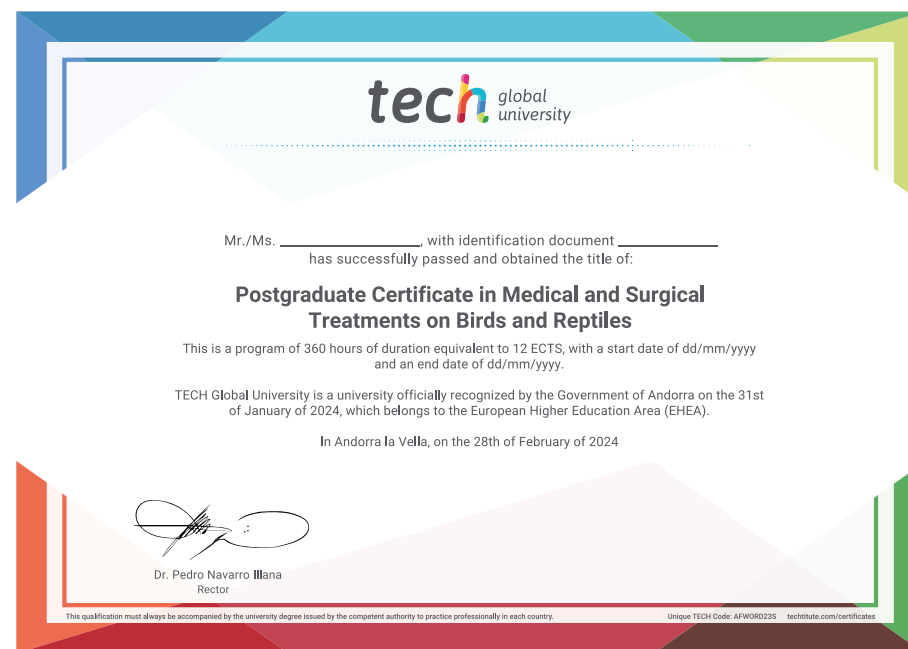 tech global university
Mr./Ms. ____________, with identification document ____________
has successfully passed and obtained the title of:
Postgraduate Certificate in Medical and Surgical
Treatments on Birds and Reptiles
This is a program of 360 hours of duration equivalent to 12 ECTS, with a start date of dd/mm/yyyy
and an end date of dd/mm/yyyy.
TECH Global University is a university officially recognized by the Government of Andorra on the 31st
of January of 2024, which belongs to the European Higher Education Area (EHEA).
In Andorra la Vella, on the 28th of February of 2024
Dr. Pedro Navarro Illana
Rector
This qualification must always be accompanied by the university degree issued by the competent authority to practice professionally in each country.
Unique TECH Code: AFWORD23S techtitute.com/certificates